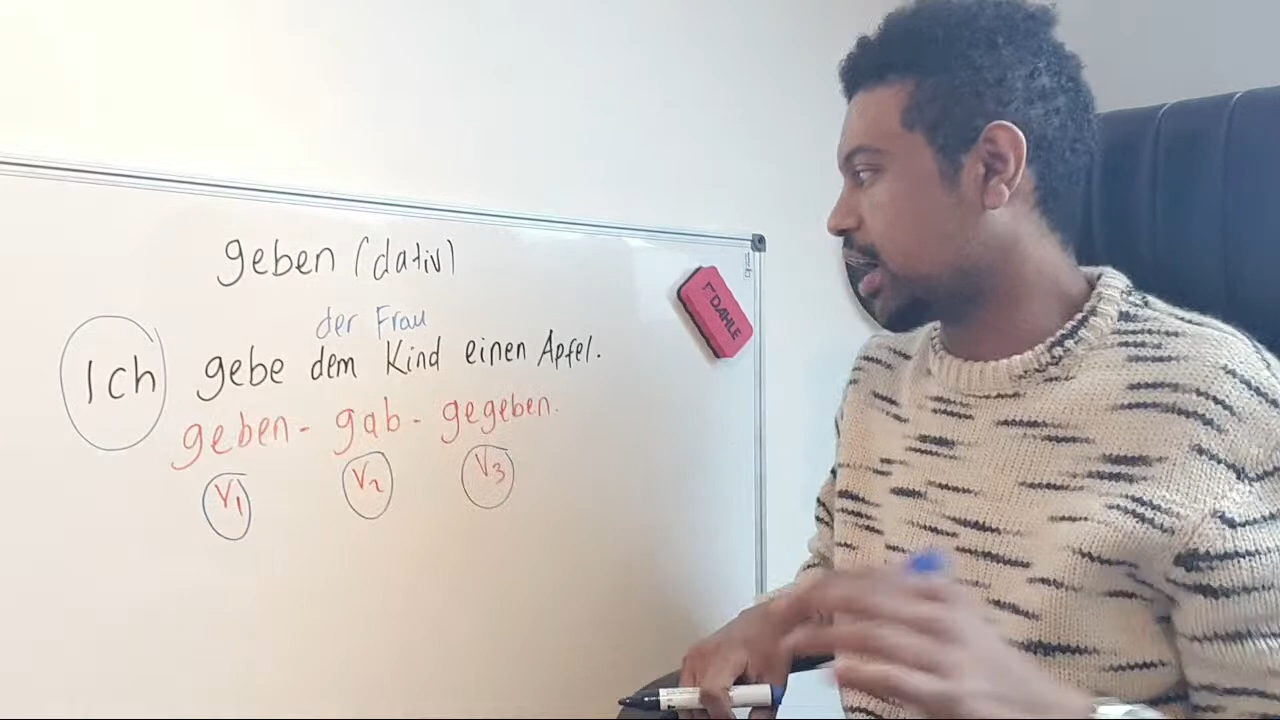 geben (dativ)
der Frau
Ich gebe dem Kind einen Apfel.
geben - gab - gegeben.
V1 V2 V3
DAHLE